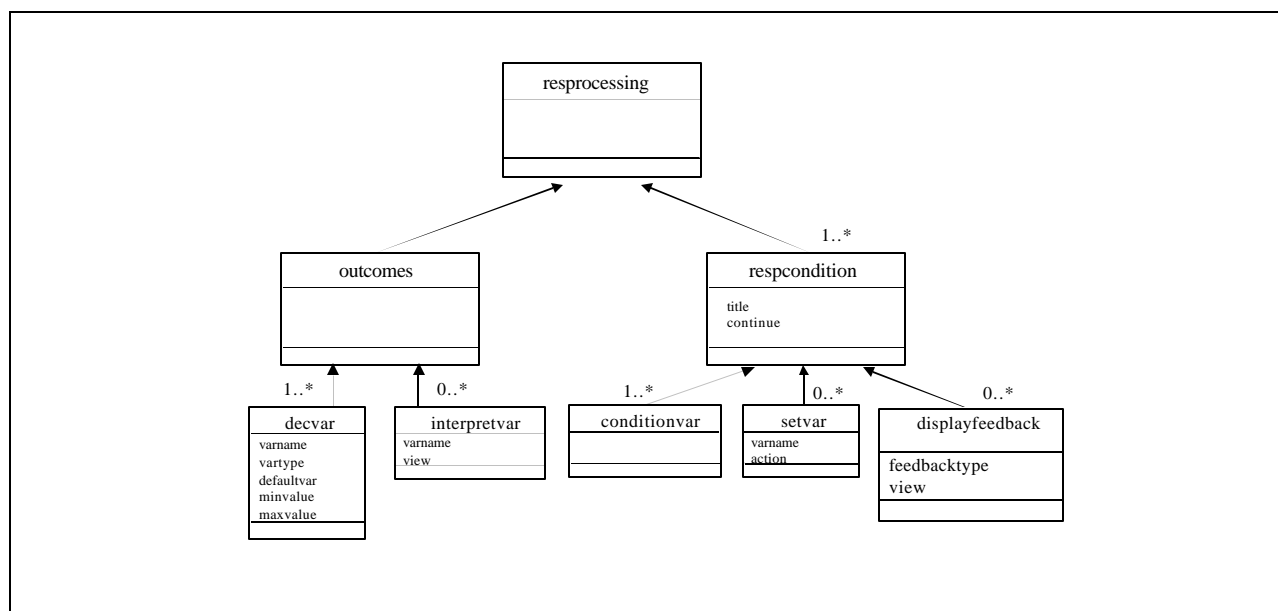 resprocessing
1..*
outcomes
respcondition
title
continue
1..*
0..*
1..*
0..*
0..*
decvar
varname
vartype
defaultvar
minvalue
maxvalue
interpretvar
varname
view
conditionvar
setvar
varname
action
displayfeedback
feedbacktype
view